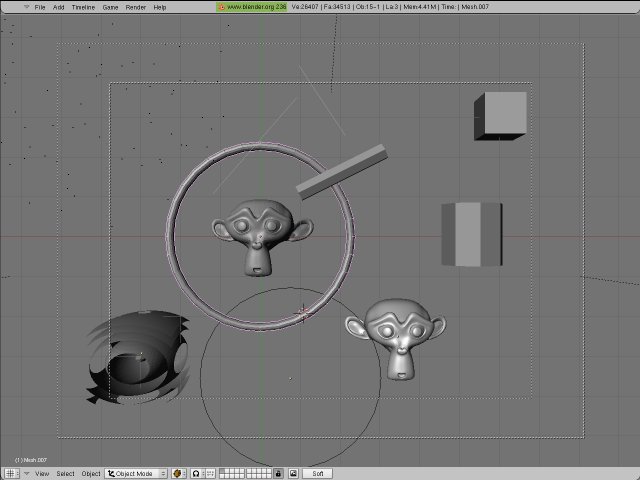 File Add Timeline Game Render Help www.blender.org 236 Ve:26407 | Fa:34513 | Ob:15-1 | La:3 | Mem:4.41M | Time: | Mesh.007
(1) Mesh.007
View Select Object Object Mode Soft